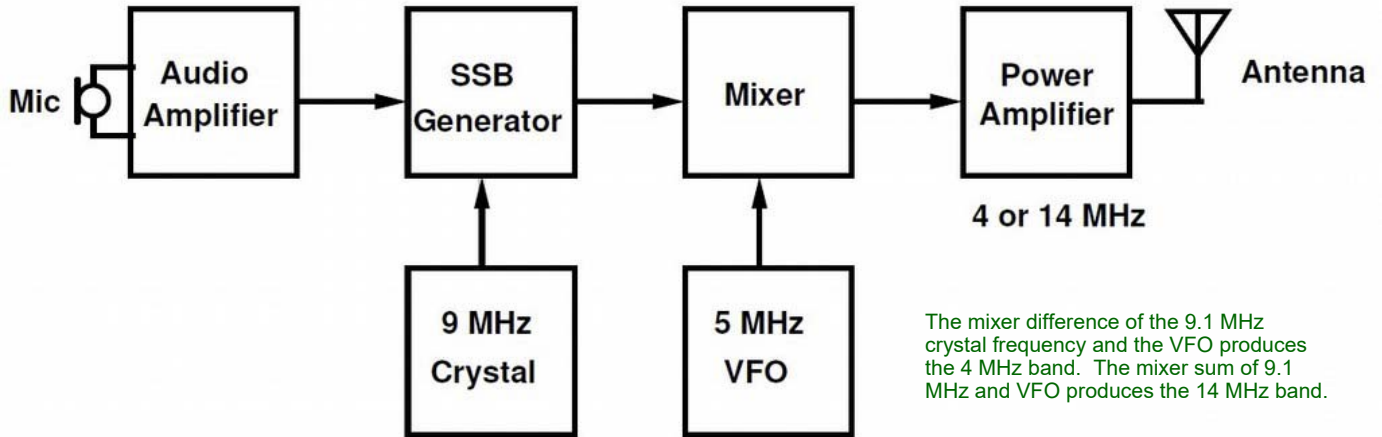 Mic
Audio
Amplifier
SSB
Generator
Mixer
Power
Amplifier
Antenna
4 or 14 MHz
9 MHz
Crystal
5 MHz
VFO
The mixer difference of the 9.1 MHz
crystal frequency and the VFO produces
the 4 MHz band.  The mixer sum of 9.1
MHz and VFO produces the 14 MHz band.